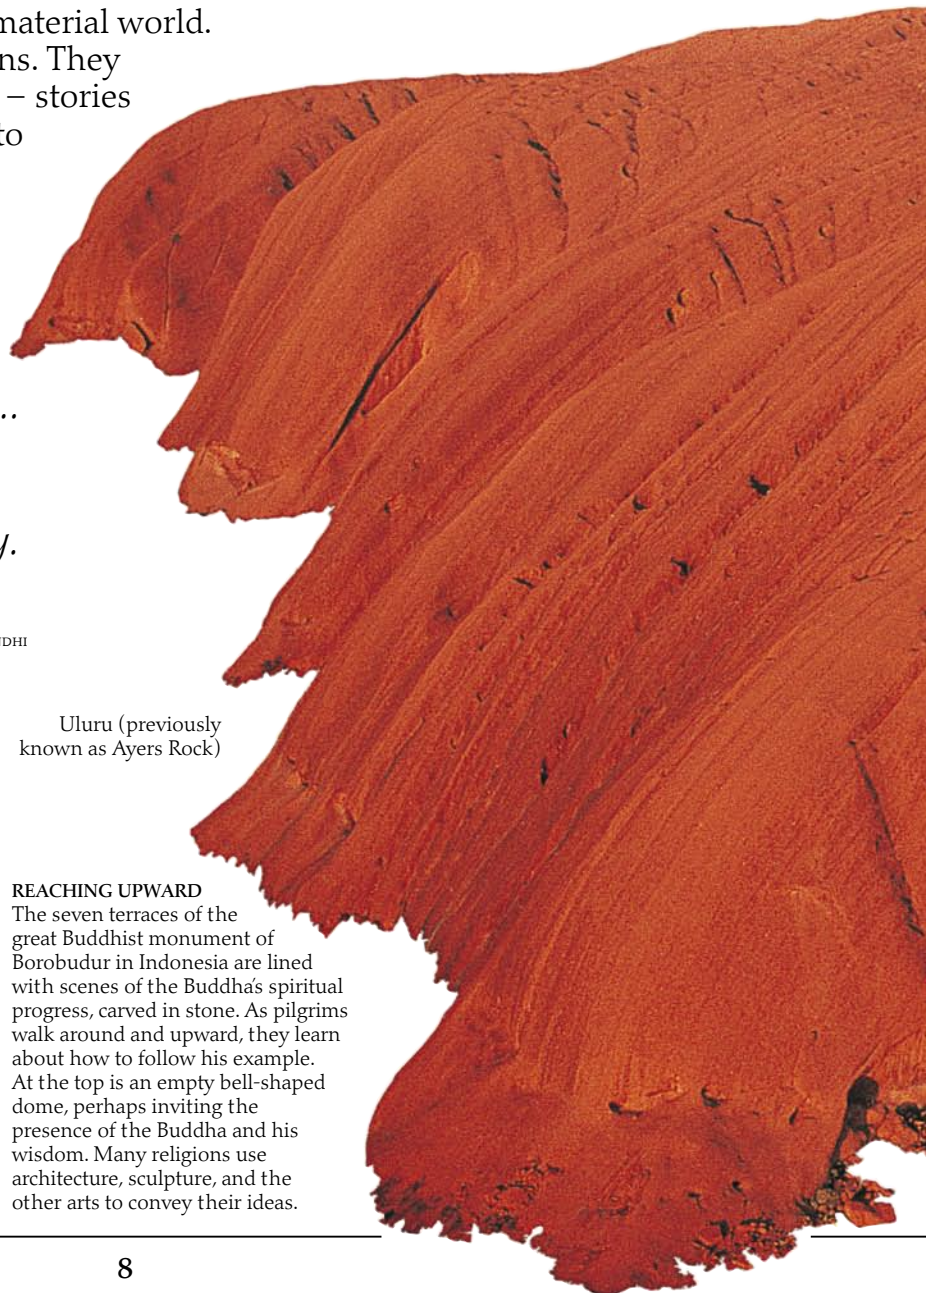 material world.
ns. They
– stories
to
..
y.
NDHI
Uluru (previously
known as Ayers Rock)
REACHING UPWARD
The seven terraces of the
great Buddhist monument of
Borobudur in Indonesia are lined
with scenes of the Buddha's spiritual
progress, carved in stone. As pilgrims
walk around and upward, they learn
about how to follow his example.
At the top is an empty bell-shaped
dome, perhaps inviting the
presence of the Buddha and his
wisdom. Many religions use
architecture, sculpture, and the
other arts to convey their ideas.
8